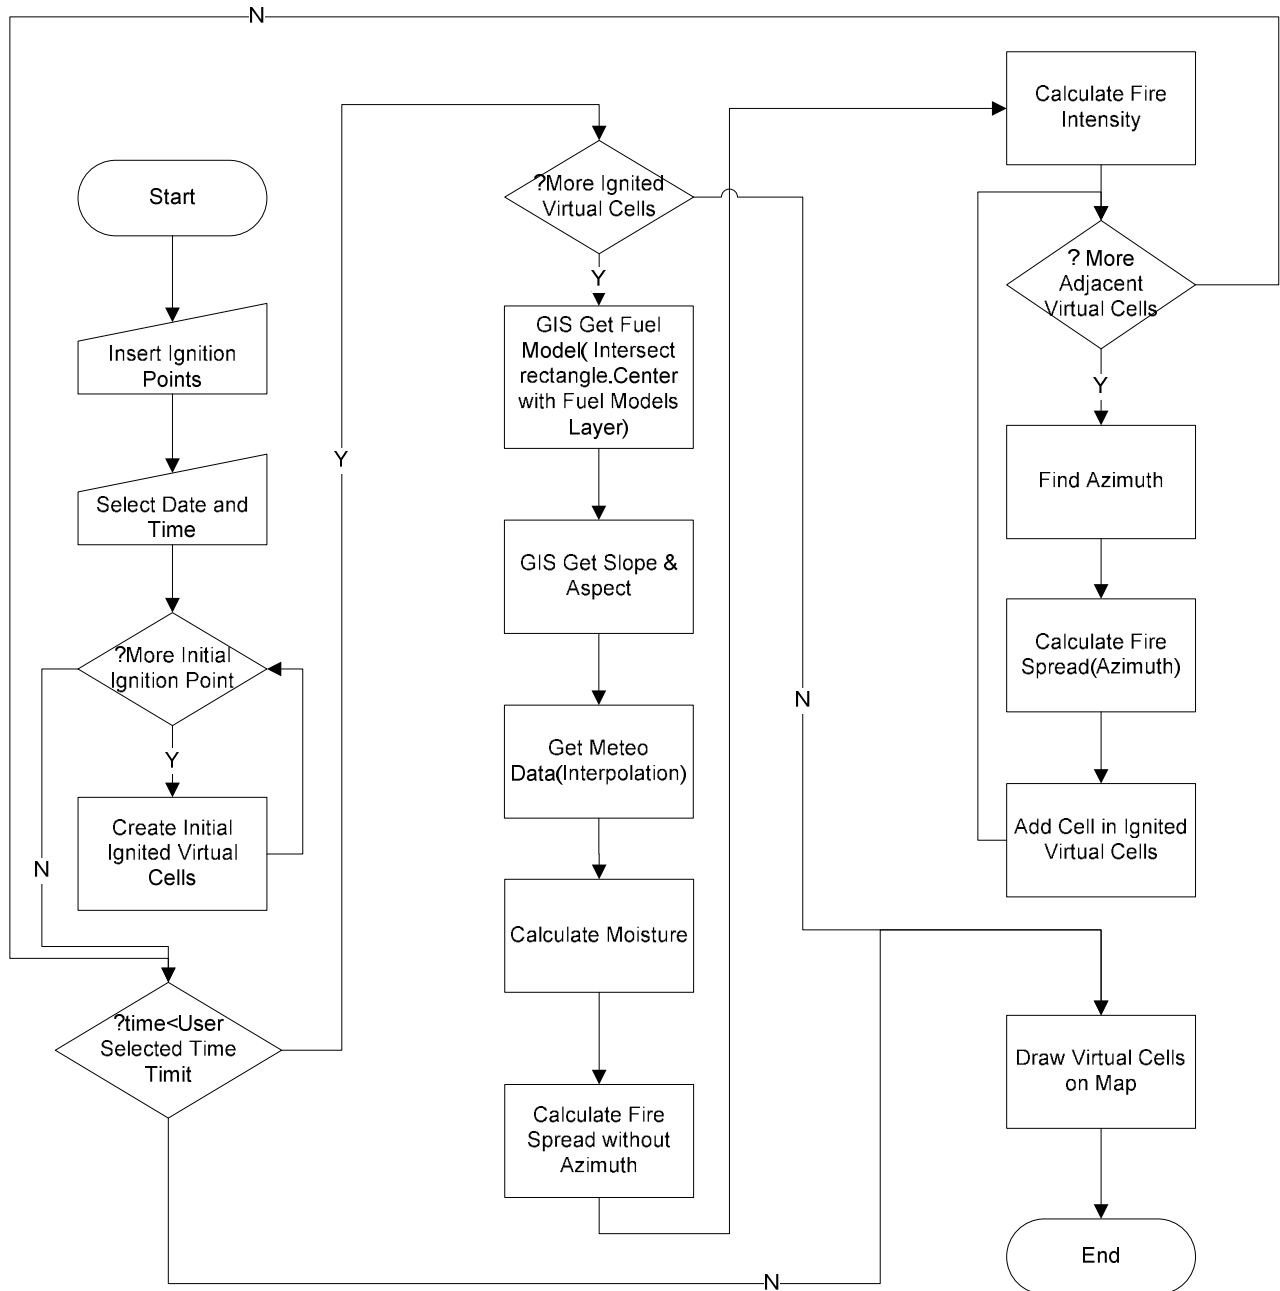 N
Start
Insert Ignition
Points
Select Date and
Time
?More Initial
Ignition Point
Y
Create Initial
Ignited Virtual
Cells
N
?time<User
Selected Time
Timit
Y
?More Ignited
Virtual Cells
Y
GIS Get Fuel
Model( Intersect
rectangle.Center
with Fuel Models
Layer)
GIS Get Slope &
Aspect
Get Meteo
Data(Interpolation)
Calculate Moisture
Calculate Fire
Spread without
Azimuth
N
N
Calculate Fire
Intensity
? More
Adjacent
Virtual Cells
Y
Find Azimuth
Calculate Fire
Spread(Azimuth)
Add Cell in Ignited
Virtual Cells
Draw Virtual Cells
on Map
End